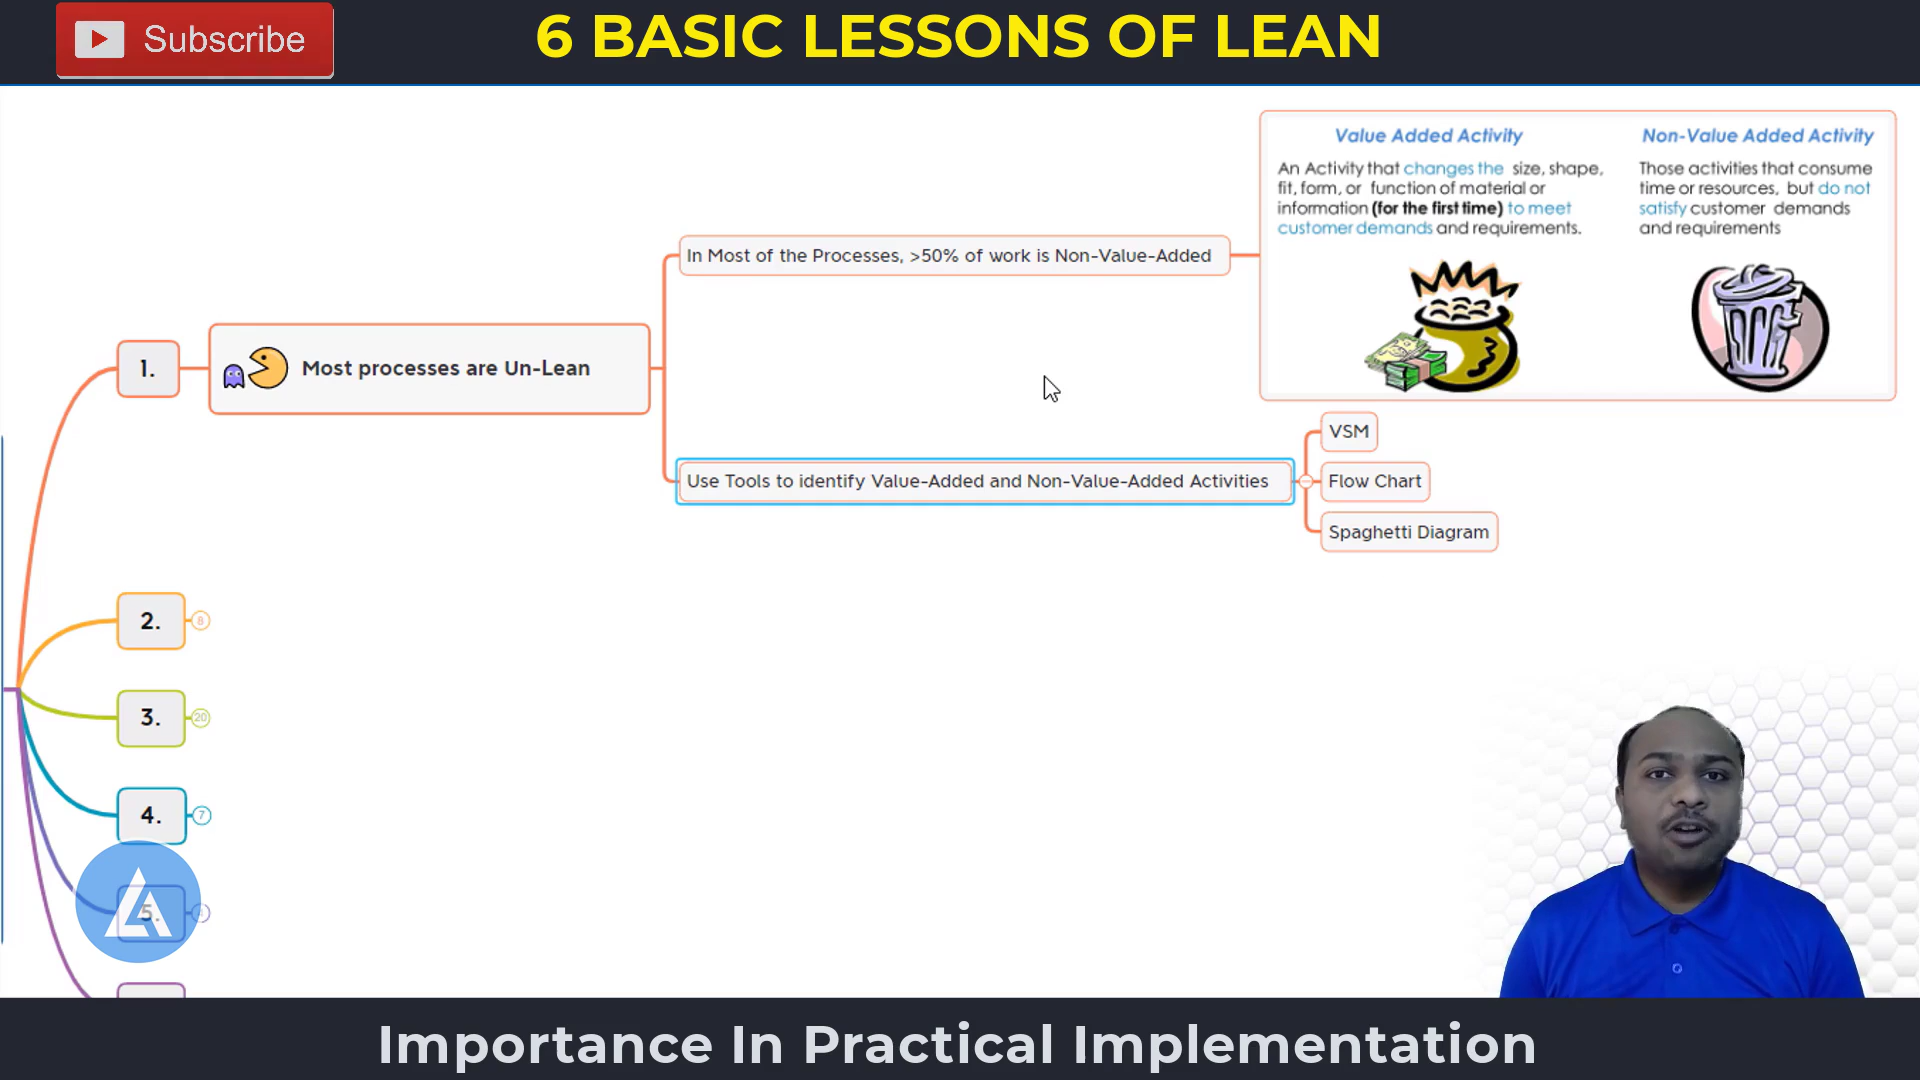 Subscribe
6 BASIC LESSONS OF LEAN
Value Added Activity
An Activity that changes the size, shape,
fit, form, or function of material or
information (for the first time) to meet
customer demands and requirements.
Non-Value Added Activity
Those activities that consume
time or resources, but do not
satisfy customer demands
and requirements
In Most of the Processes, >50% of work is Non-Value-Added
1.
Most processes are Un-Lean
Use Tools to identify Value-Added and Non-Value-Added Activities
VSM
Flow Chart
Spaghetti Diagram
2.
8
3.
20
4.
7
5.
Importance In Practical Implementation